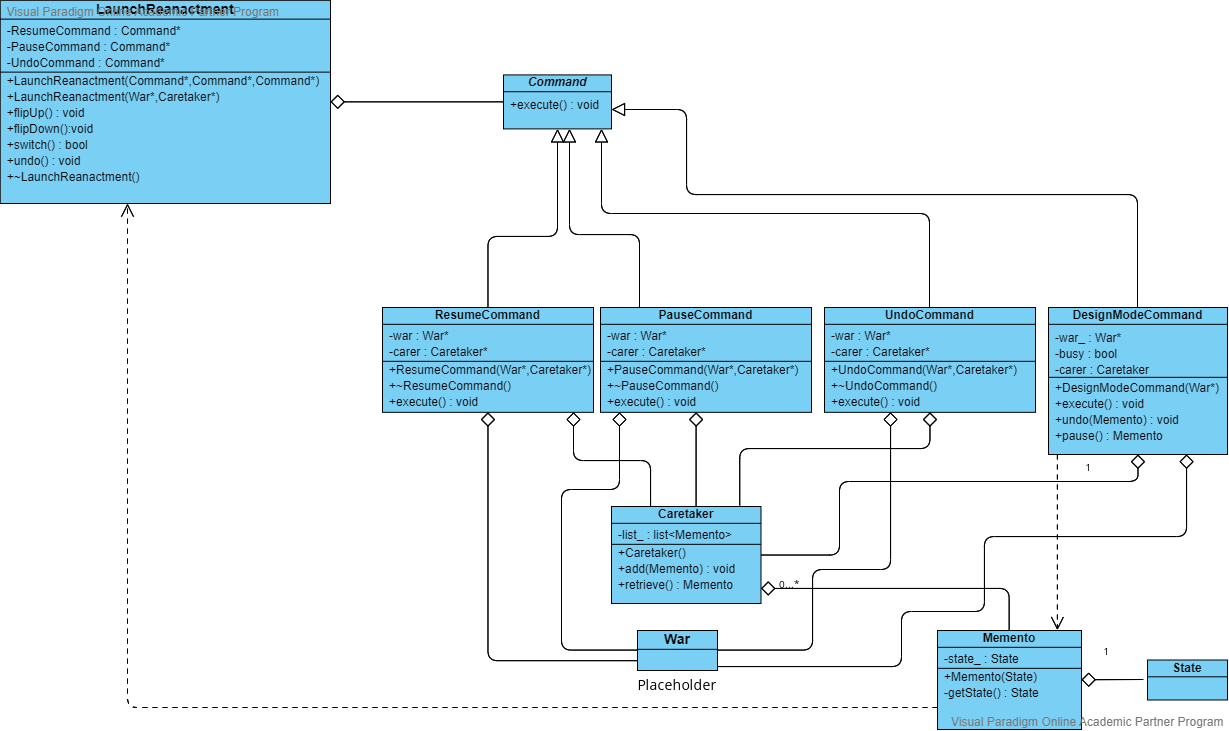 LaunchReanactment
Visual Paradigm Online Academic Partner Program
-ResumeCommand : Command*
-PauseCommand : Command*
-UndoCommand : Command*
+LaunchReanactment(Command*,Command*,Command*)
+LaunchReanactment(War*,Caretaker*)
+flipUp() : void
+flipDown():void
+switch() : bool
+undo() : void
+~LaunchReanactment()
Command
+execute() : void
ResumeCommand
-war : War*
-carer : Caretaker*
+ResumeCommand(War*,Caretaker*)
+~ResumeCommand()
+execute() : void
PauseCommand
-war : War*
-carer : Caretaker*
+PauseCommand(War*,Caretaker*)
+~PauseCommand()
+execute() : void
UndoCommand
-war : War*
-carer : Caretaker*
+UndoCommand(War*,Caretaker*)
+~UndoCommand()
+execute() : void
DesignModeCommand
-war_ : War*
-busy : bool
-carer : Caretaker
+DesignModeCommand(War*)
+execute() : void
+undo(Memento) : void
+pause() : Memento
1
Caretaker
-list_ : list<Memento>
+Caretaker()
+add(Memento) : void
+retrieve() : Memento
0...*
War
Placeholder
Memento
-state_ : State
+Memento(State)
-getState() : State
1
State
Visual Paradigm Online Academic Partner Program